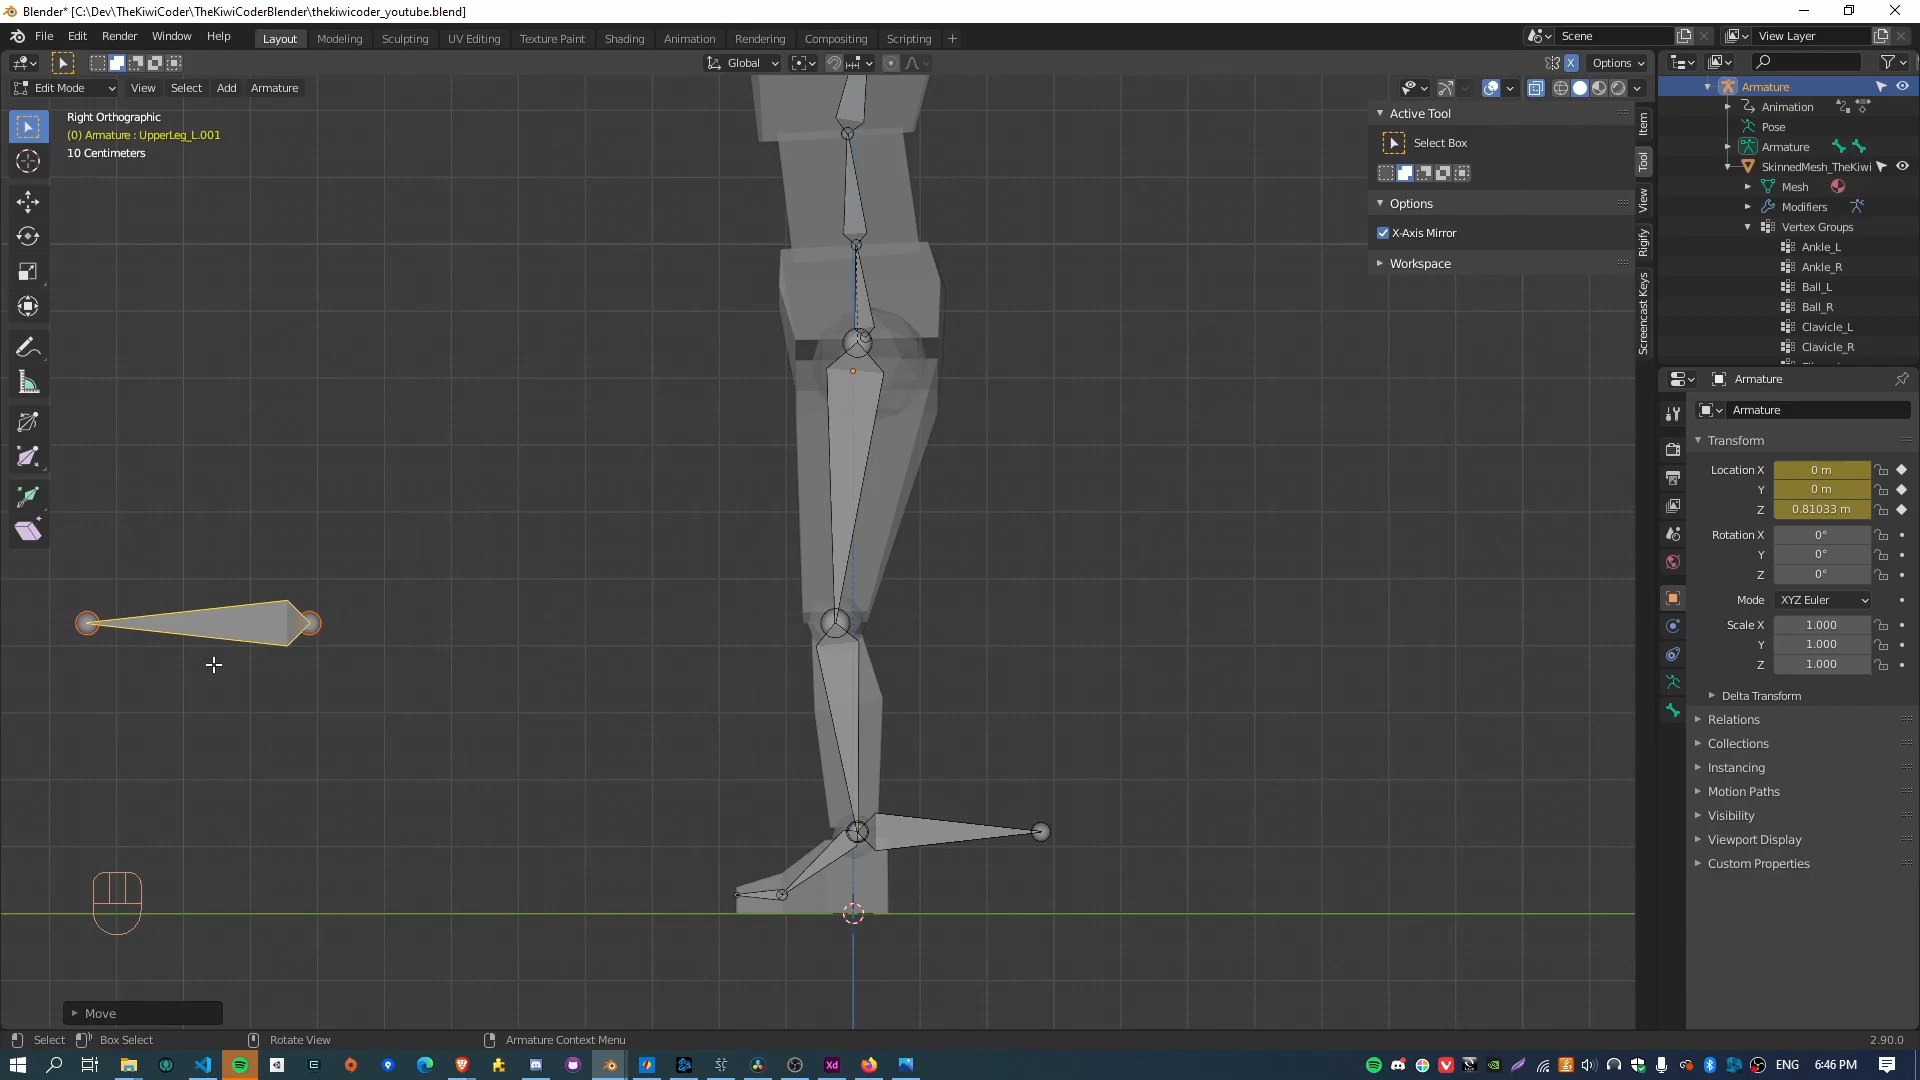 Blender* [C:\Dev\TheKiwiCoder\TheKiwiCoderBlender\thekiwicoder_youtube.blend]
File Edit Render Window Help Layout Modeling Sculpting UV Editing Texture Paint Shading Animation Rendering Compositing Scripting + Scene View Layer
Global X Options
Edit Mode View Select Add Armature
Right Orthographic
(0) Armature : UpperLeg_L.001
10 Centimeters
Active Tool
Select Box
Options
X-Axis Mirror
Workspace
Item
Tool
View
Rigify
Screencast Keys
Armature
Animation
Pose
Armature
SkinnedMesh_TheKiwi
Mesh
Modifiers
Vertex Groups
Ankle_L
Ankle_R
Ball_L
Ball_R
Clavicle_L
Clavicle_R
Armature
Armature
Transform
Location X 0 m
Y 0 m
Z 0.81033 m
Rotation X 0°
Y 0°
Z 0°
Mode XYZ Euler
Scale X 1.000
Y 1.000
Z 1.000
Delta Transform
Relations
Collections
Instancing
Motion Paths
Visibility
Viewport Display
Custom Properties
Move
Select Box Select Rotate View Armature Context Menu 2.90.0
Xd ENG 6:46 PM